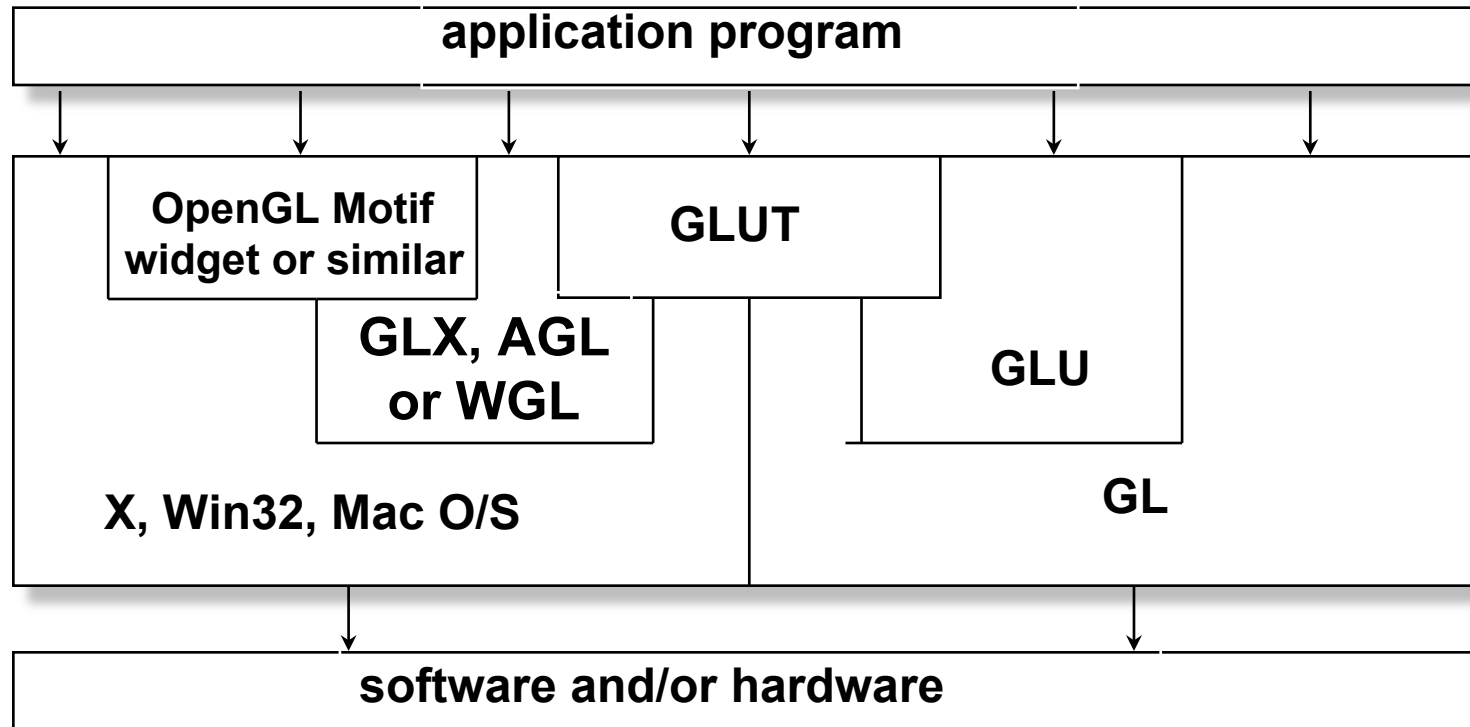 application program
OpenGL Motif
widget or similar
GLUT
GLX, AGL
or WGL
GLU
X, Win32, Mac O/S
GL
software and/or hardware